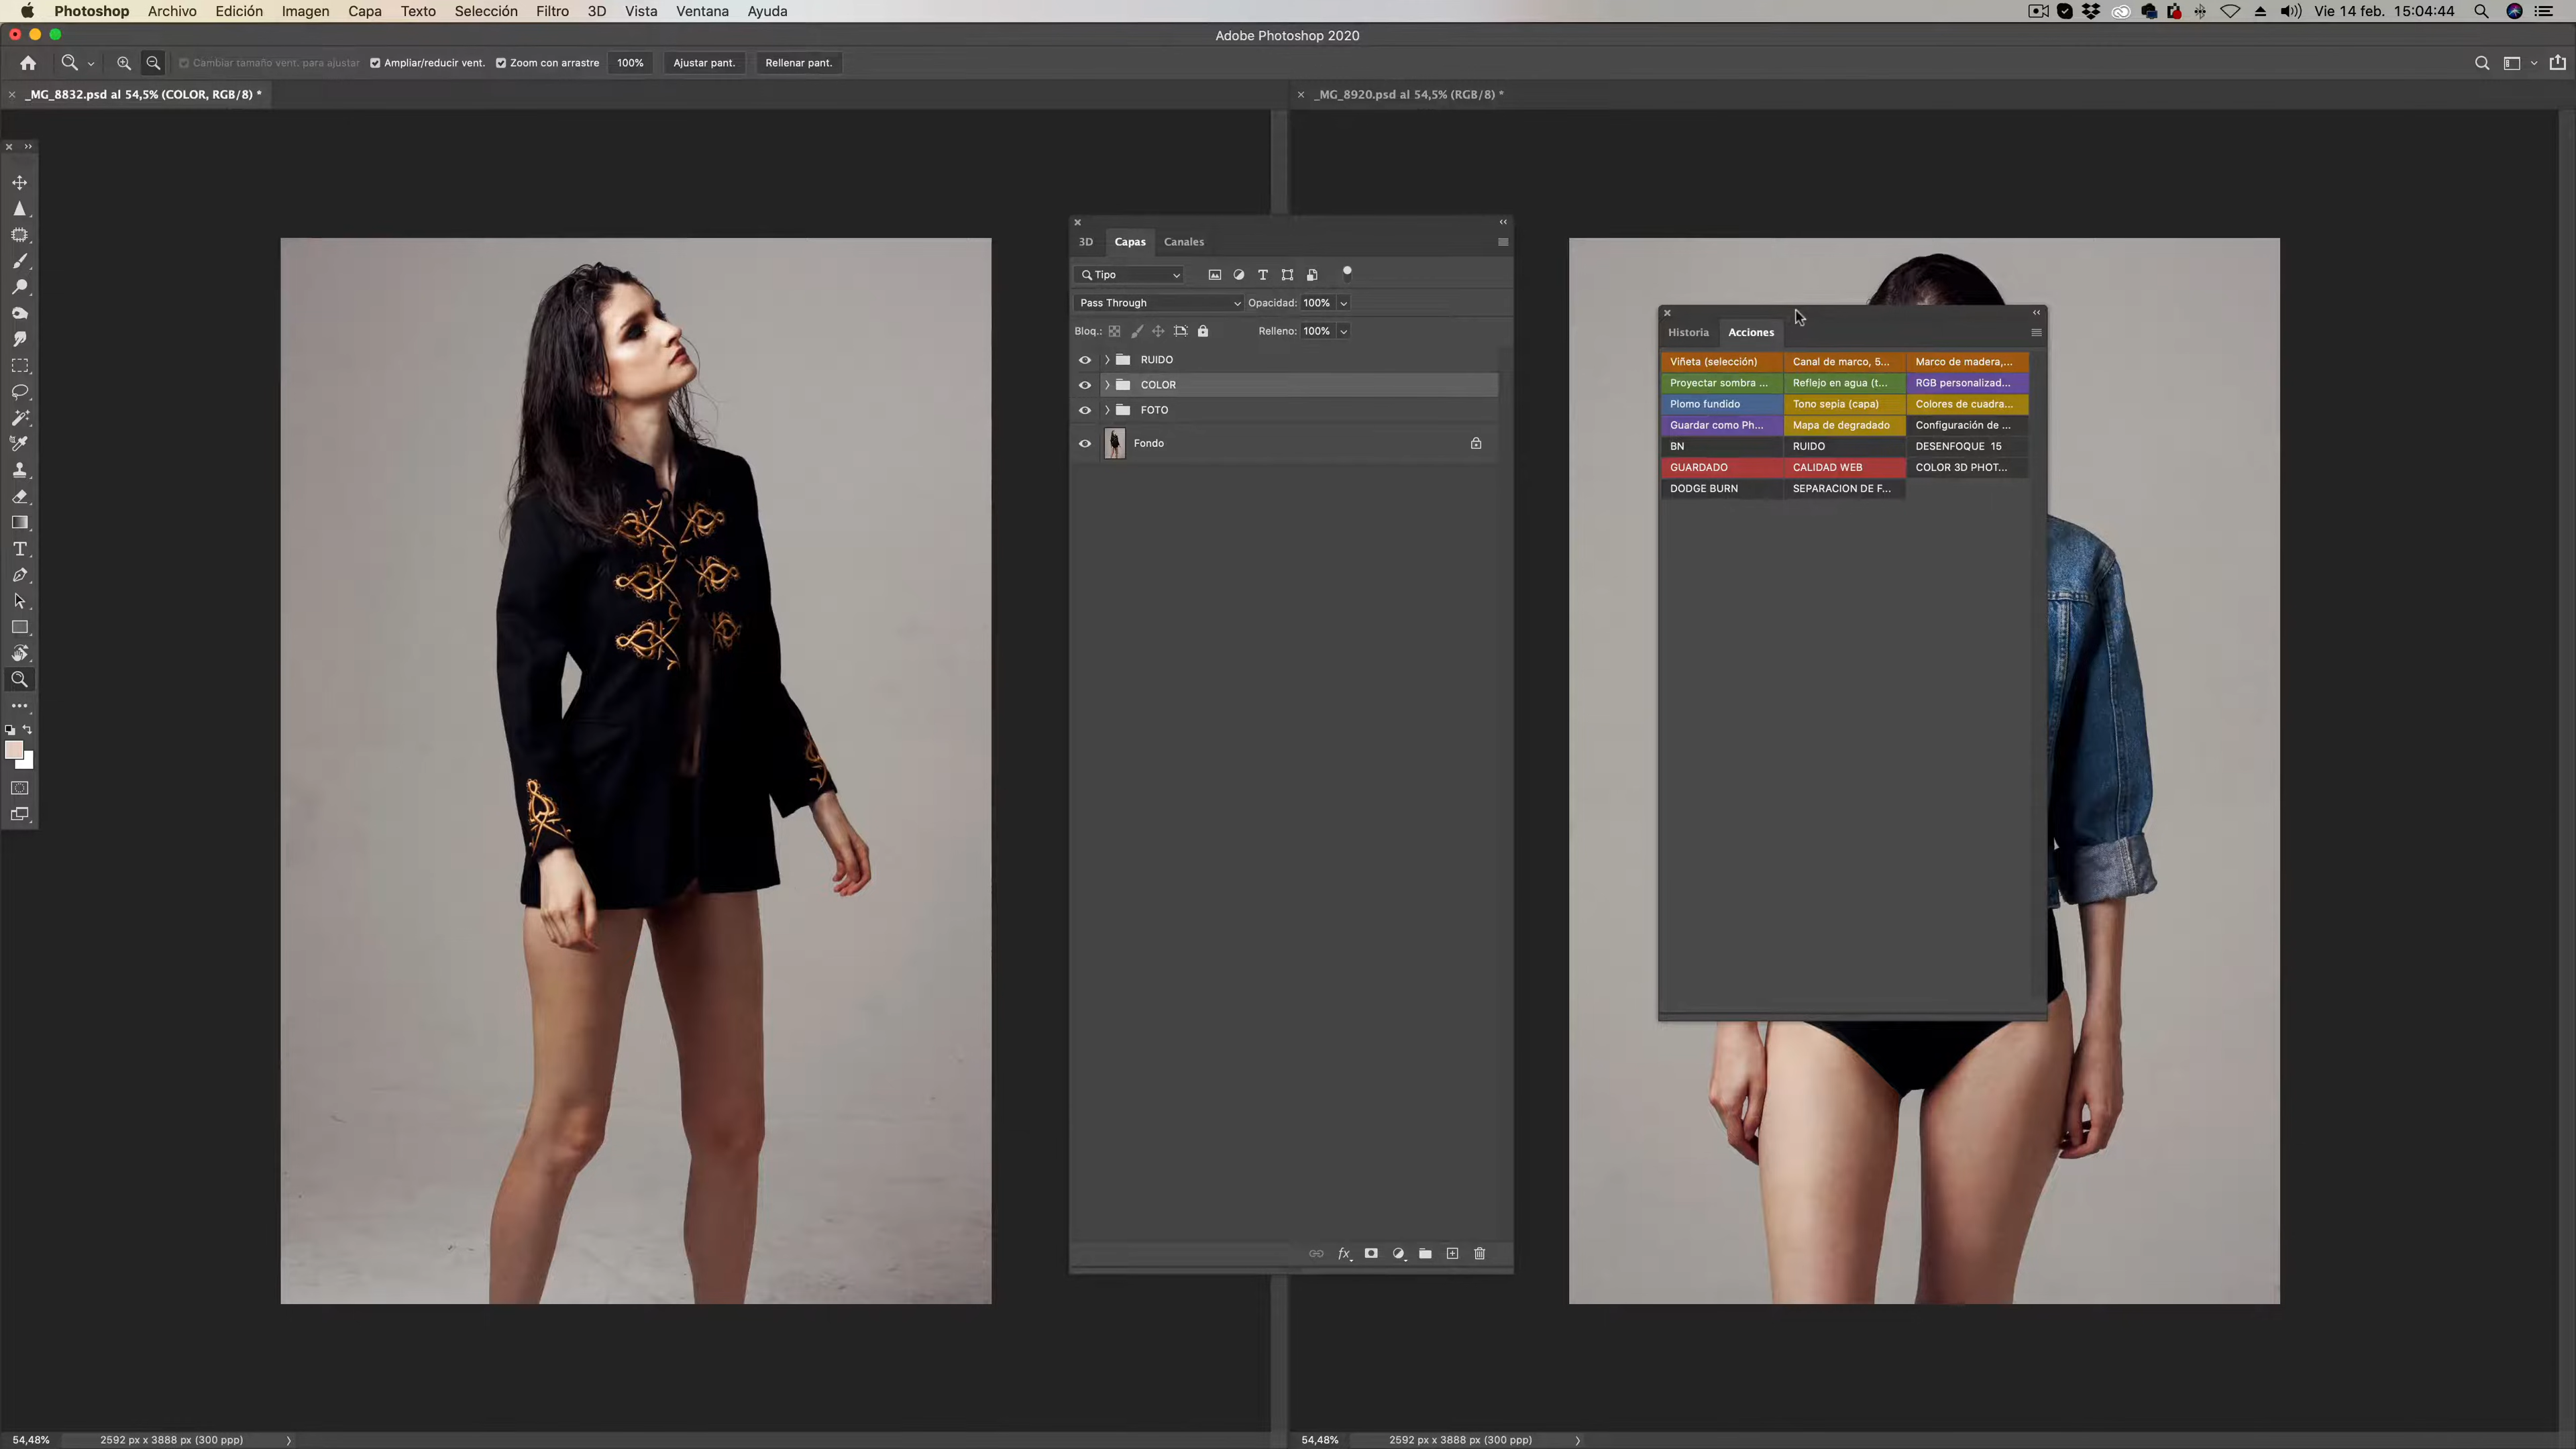 Photoshop Archivo Edición Imagen Capa Texto Selección Filtro 3D Vista Ventana Ayuda Vie 14 feb. 15:04:44
Adobe Photoshop 2020
Cambiar tamaño vent. para ajustar Ampliar/reducir vent. Zoom con arrastre 100% Ajustar pant. Rellenar pant.
_MG_8832.psd al 54,5% (COLOR, RGB/8) * _MG_8920.psd al 54,5% (RGB/8) *
3D Capas Canales
Tipo
Pass Through Opacidad: 100%
Bloq.: Relleno: 100%
RUIDO
COLOR
FOTO
Fondo
Historia Acciones
Viñeta (selección) Canal de marco, 5... Marco de madera,...
Proyectar sombra ... Reflejo en agua (t... RGB personalizad...
Plomo fundido Tono sepia (capa) Colores de cuadra...
Guardar como Ph... Mapa de degradado Configuración de ...
BN RUIDO DESENFOQUE 15
GUARDADO CALIDAD WEB COLOR 3D PHOT...
DODGE BURN SEPARACION DE F...
54,48% 2592 px x 3888 px (300 ppp) 54,48% 2592 px x 3888 px (300 ppp)